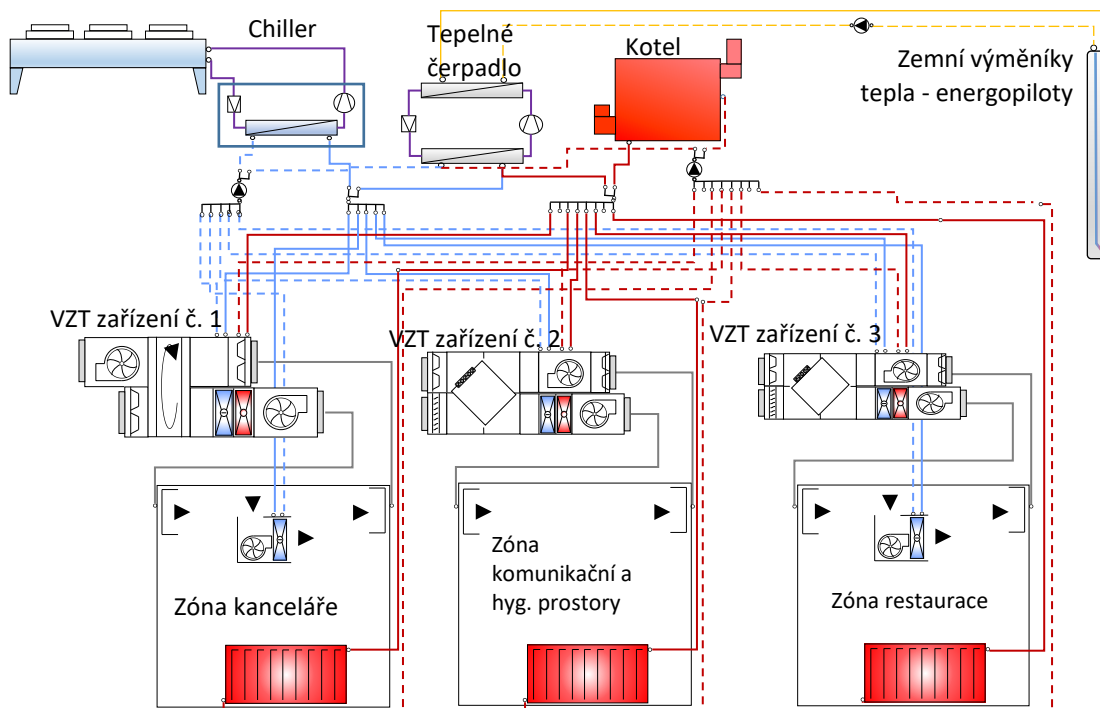 Chiller
Tepelné
čerpadlo
Kotel
Zemní výměníky
tepla - energopiloty
VZT zařízení č. 1
VZT zařízení č. 2
VZT zařízení č. 3
Zóna kanceláře
Zóna
komunikační a
hyg. prostory
Zóna restaurace